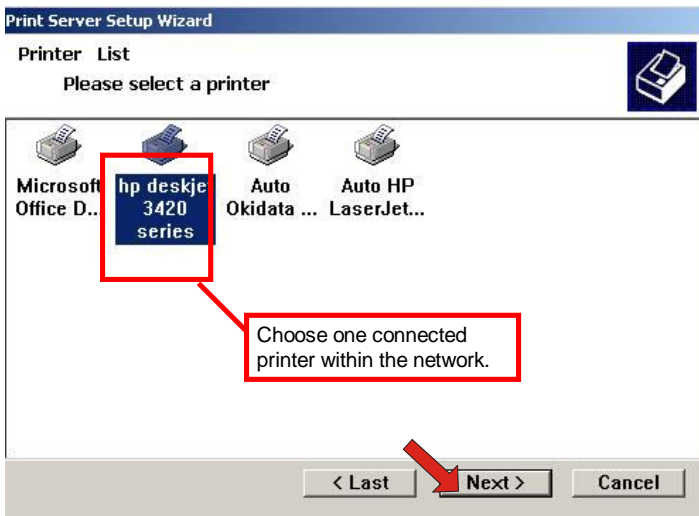 Print Server Setup Wizard
Printer List
Please select a printer
Microsoft
Office D...
hp deskje
3420
series
Auto
Okidata ...
Auto HP
LaserJet...
Choose one connected
printer within the network.
< Last
Next >
Cancel